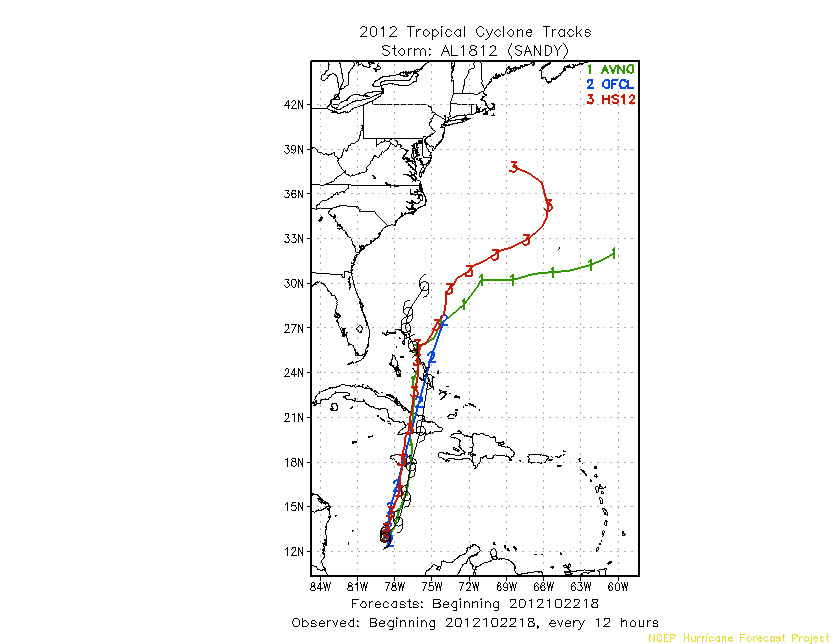 2012 Tropical Cyclone Tracks
Storm: AL1812 (SANDY)
1 AVNO
2 OFCL
3 HS12
42N
39N
36N
33N
30N
27N
24N
21N
18N
15N
12N
84W 81W 78W 75W 72W 69W 66W 63W 60W
Forecasts: Beginning 2012102218
Observed: Beginning 2012102218, every 12 hours
NCEP Hurricane Forecast Project